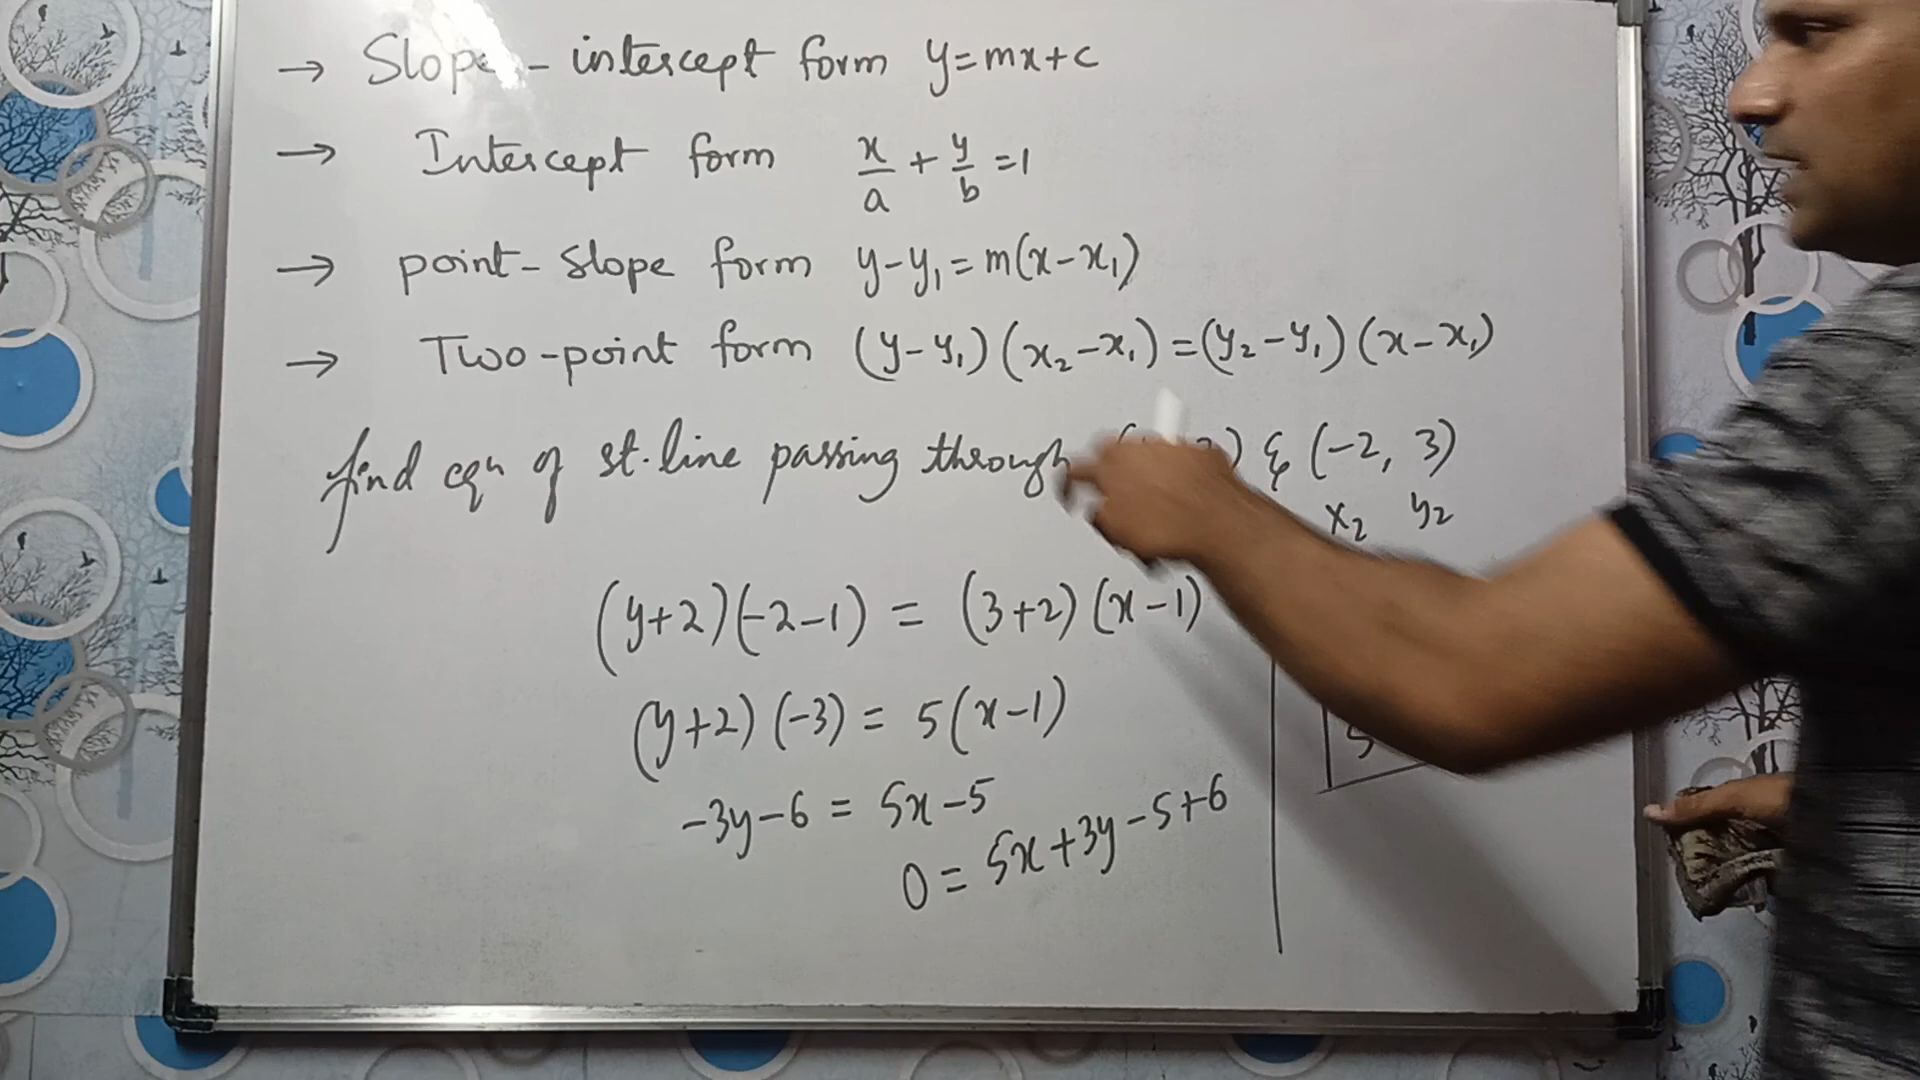 → Slope - intercept form y=mx+c
→ Intercept form x/a + y/b = 1
→ point - slope form y-y₁ = m(x-x₁)
→ Two-point form (y-y₁)(x₂-x₁) = (y₂-y₁)(x-x₁)
find eqn of st. line passing through ) & (-2, 3)
x₂ y₂
(y+2)(-2-1) = (3+2)(x-1)
(y+2)(-3) = 5(x-1)
-3y-6 = 5x-5
0 = 5x+3y-5+6
5